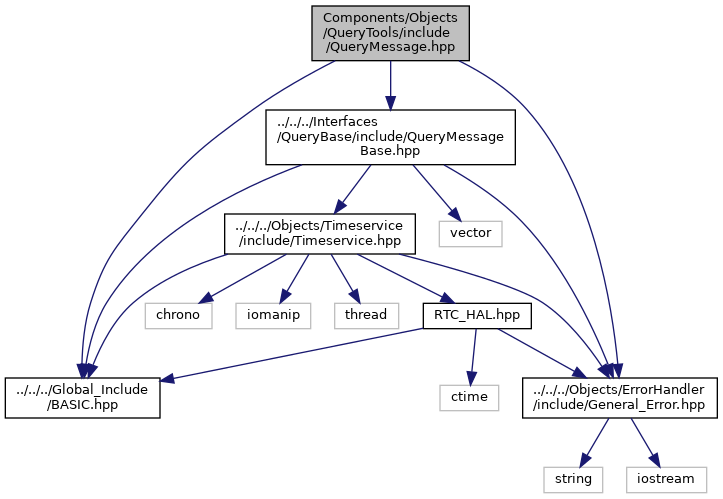 Components/Objects
/QueryTools/include
/QueryMessage.hpp
../../../Interfaces
/QueryBase/include/QueryMessage
Base.hpp
../../../Objects/Timeservice
/include/Timeservice.hpp
vector
chrono
iomanip
thread
RTC_HAL.hpp
../../../Global_Include
/BASIC.hpp
ctime
../../../Objects/ErrorHandler
/include/General_Error.hpp
string
iostream